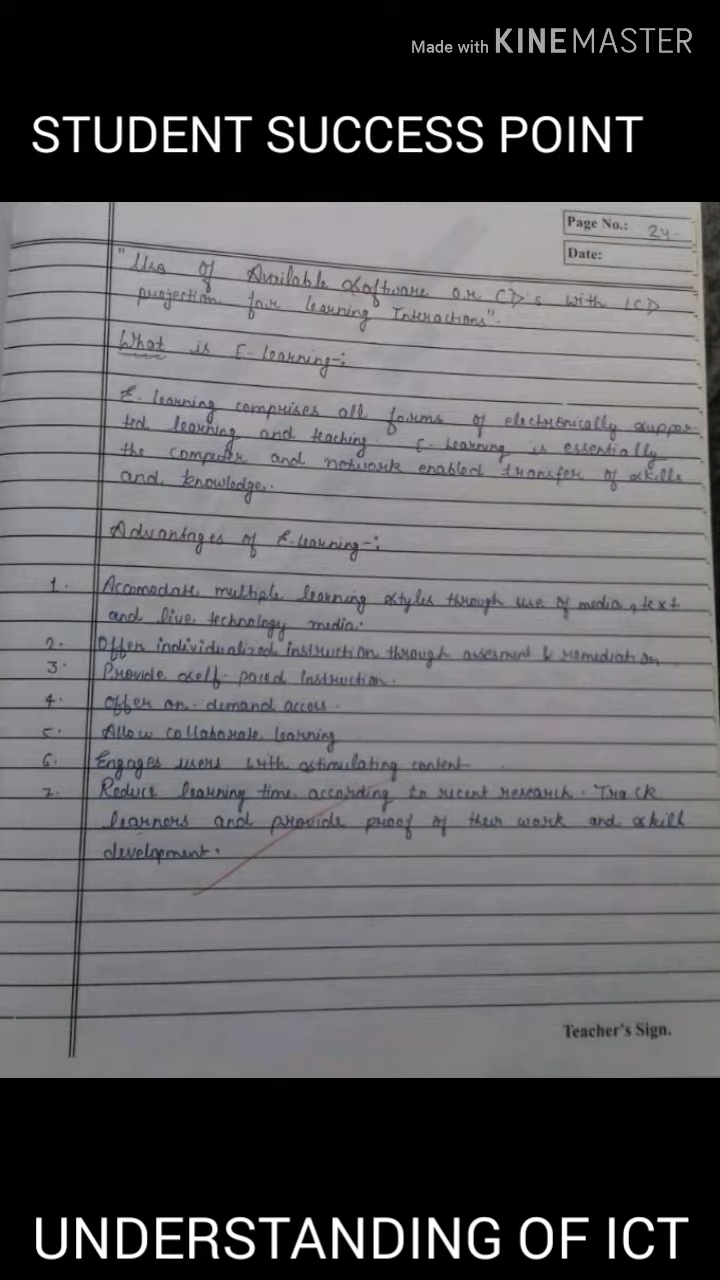 Made with KINEMASTER
STUDENT SUCCESS POINT
Page No.: 24
Date:
"Use of Available Software or CD's with LCD
projection for learning Interactions".
What is E-learning-:
E-learning comprises all forms of electronically suppor
ted learning and teaching E-learning is essentially
the computer and network enabled transfer of skills
and knowledge.
Advantages of E-learning-:
1. Accomodate multiple learning styles through use of media, text
and live technology media.
2. Offer individualized instruction through assesment & remediation
3. Provide self-paced Instruction.
4. Offer on-demand access.
5. Allow collaborate learning
6. Engages users with stimulating content
7. Reduce learning time according to recent research. Track
learners and provide proof of their work and skill
development.
Teacher's Sign.
UNDERSTANDING OF ICT